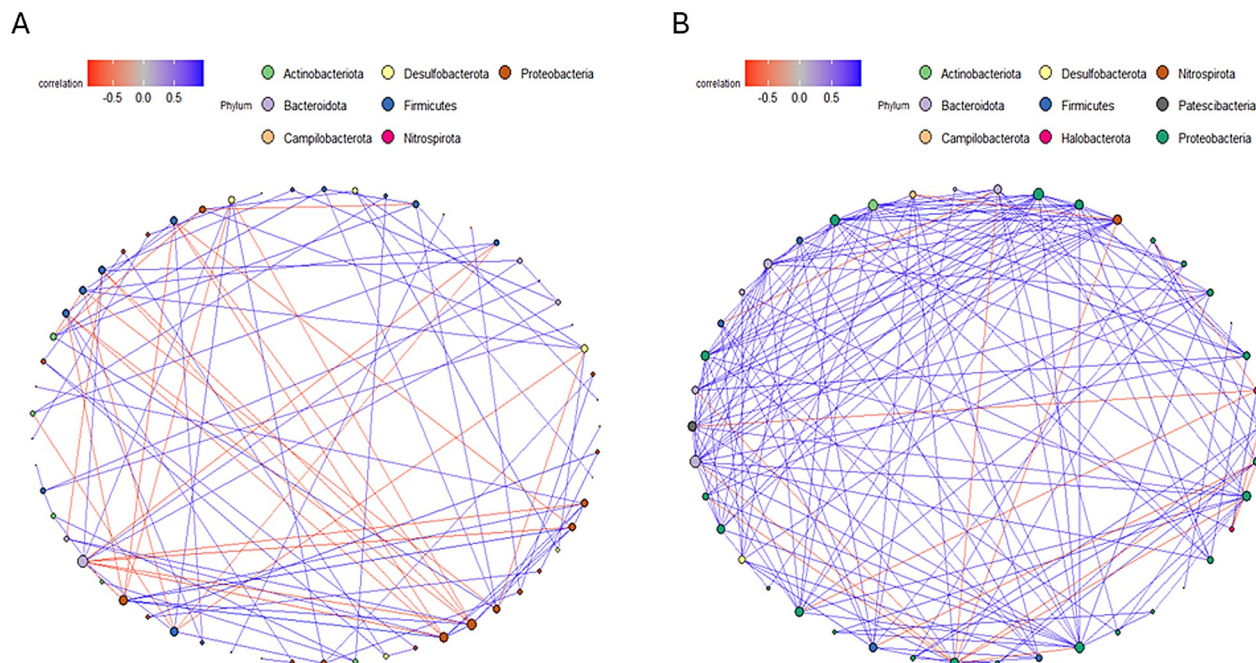 A
B
correlation
-0.5 0.0 0.5
Phylum
Actinobacteriota Desulfobacterota Proteobacteria
Bacteroidota Firmicutes
Campilobacterota Nitrospirota
correlation
-0.5 0.0 0.5
Phylum
Actinobacteriota Desulfobacterota Nitrospirota
Bacteroidota Firmicutes Patescibacteria
Campilobacterota Halobacterota Proteobacteria